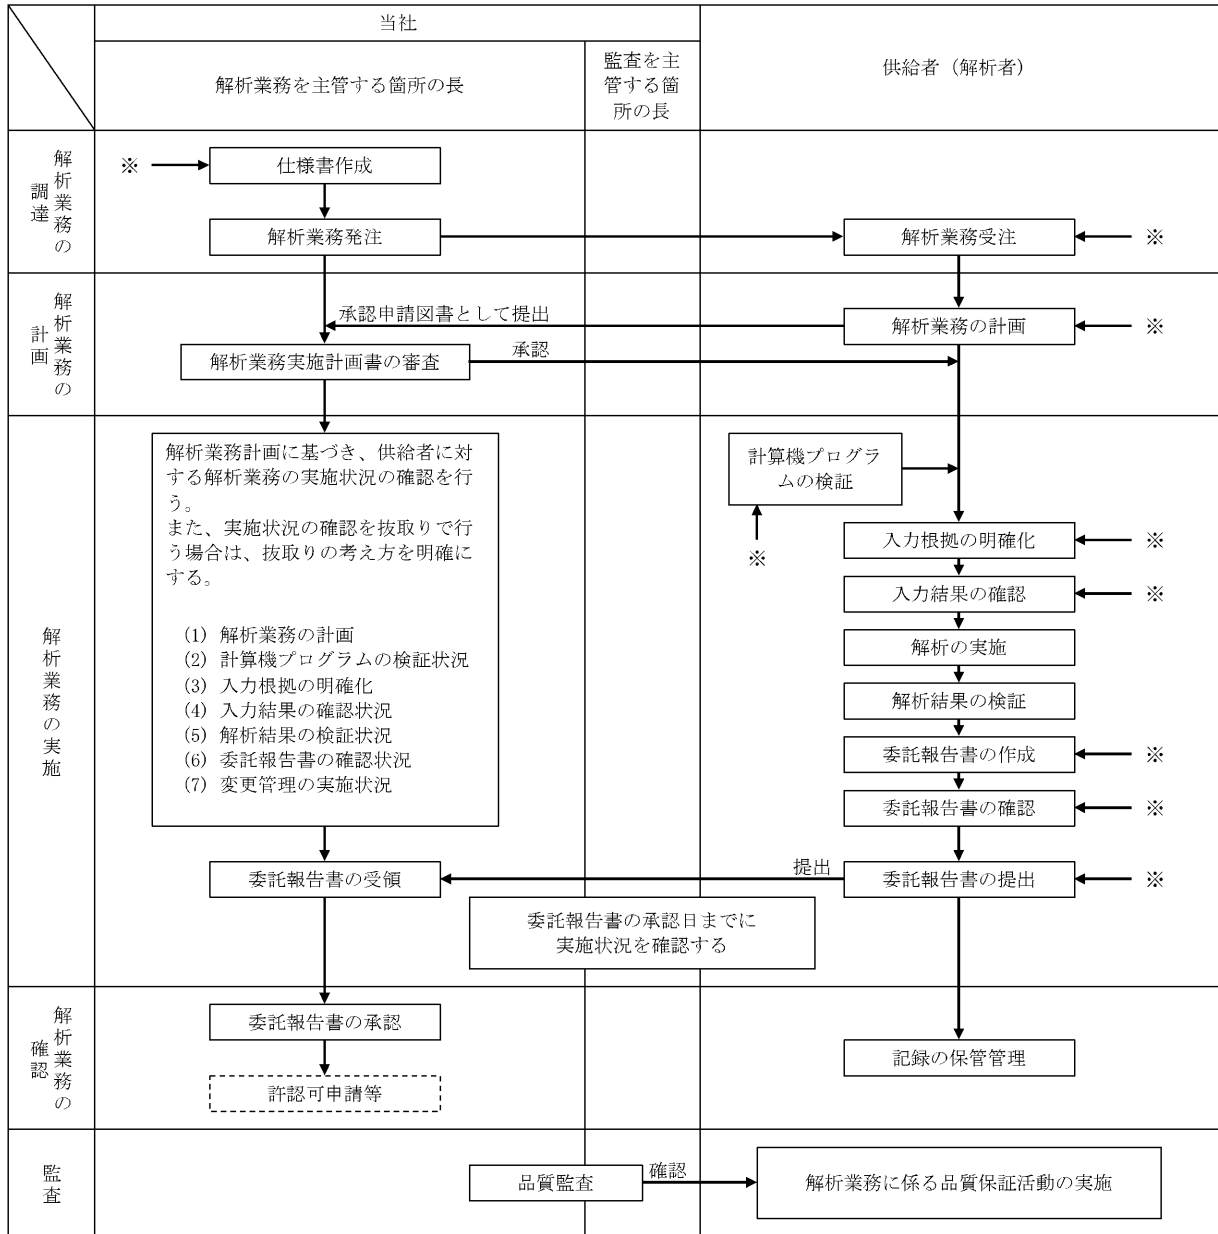 当社
解析業務を主管する箇所の長
監査を主
管する箇
所の長
供給者（解析者）
解析業務の
調達
※
仕様書作成
解析業務発注
解析業務受注
※
解析業務の
計画
承認申請図書として提出
解析業務の計画
※
解析業務実施計画書の審査
承認
解析業務の実施
解析業務計画に基づき、供給者に対
する解析業務の実施状況の確認を行
う。
また、実施状況の確認を抜取りで行
う場合は、抜取りの考え方を明確に
する。
(1) 解析業務の計画
(2) 計算機プログラムの検証状況
(3) 入力根拠の明確化
(4) 入力結果の確認状況
(5) 解析結果の検証状況
(6) 委託報告書の確認状況
(7) 変更管理の実施状況
計算機プログラ
ムの検証
※
入力根拠の明確化
※
入力結果の確認
※
解析の実施
解析結果の検証
委託報告書の作成
※
委託報告書の確認
※
委託報告書の受領
提出
委託報告書の提出
※
委託報告書の承認日までに
実施状況を確認する
解析業務の
確認
委託報告書の承認
記録の保管管理
許認可申請等
監査
品質監査
確認
解析業務に係る品質保証活動の実施